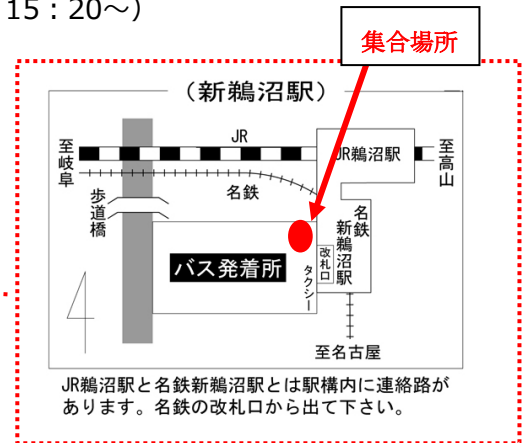 15：20～）
集合場所
（新鵜沼駅）
JR
JR鵜沼駅
至岐阜
至高山
名鉄
歩道橋
名鉄
新鵜沼駅
改札口
バス発着所
タクシー
至名古屋
JR鵜沼駅と名鉄新鵜沼駅とは駅構内に連絡路が
あります。名鉄の改札口から出て下さい。